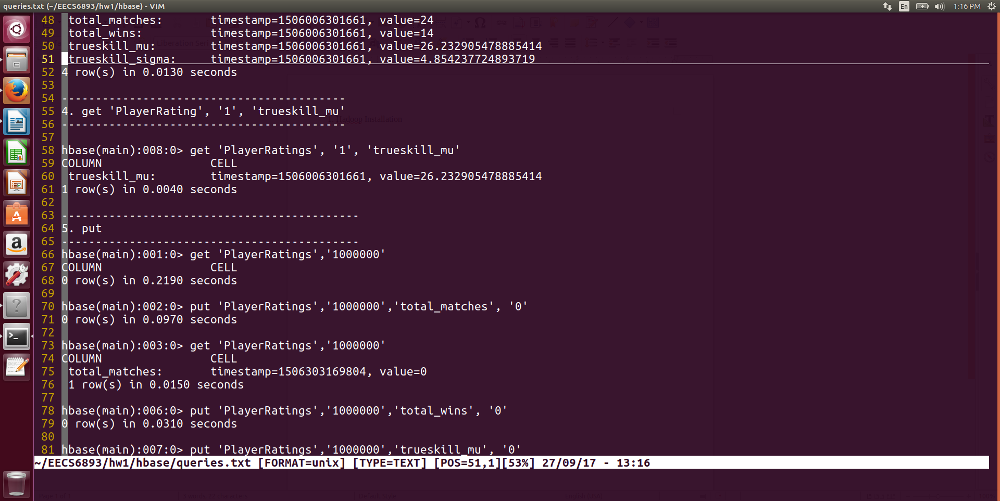 queries.txt (~/EECS6893/hw1/hbase) - VIM
En
1:16 PM
48 total_matches: timestamp=1506006301661, value=24
49 total_wins: timestamp=1506006301661, value=14
50 trueskill_mu: timestamp=1506006301661, value=26.232905478885414
51 trueskill_sigma: timestamp=1506006301661, value=4.854237724893719
52 4 row(s) in 0.0130 seconds
53
54 ------------------------------------------
55 4. get 'PlayerRating', '1', 'trueskill_mu'
56 ------------------------------------------
1. Hadoop Installation
57
58 hbase(main):008:0> get 'PlayerRatings', '1', 'trueskill_mu'
59 COLUMN CELL
60 trueskill_mu: timestamp=1506006301661, value=26.232905478885414
61 1 row(s) in 0.0040 seconds
62
63 --------------------------------------------
64 5. put
65 --------------------------------------------
66 hbase(main):001:0> get 'PlayerRatings','1000000'
67 COLUMN CELL
68 0 row(s) in 0.2190 seconds
69
70 hbase(main):002:0> put 'PlayerRatings','1000000','total_matches', '0'
71 0 row(s) in 0.0970 seconds
72
73 hbase(main):003:0> get 'PlayerRatings','1000000'
74 COLUMN CELL
75 total_matches: timestamp=1506303169804, value=0
76 1 row(s) in 0.0150 seconds
77
78 hbase(main):006:0> put 'PlayerRatings','1000000','total_wins', '0'
79 0 row(s) in 0.0310 seconds
80
81 hbase(main):007:0> put 'PlayerRatings','1000000','trueskill_mu', '0'
~/EECS6893/hw1/hbase/queries.txt [FORMAT=unix] [TYPE=TEXT] [POS=51,1][53%] 27/09/17 - 13:16